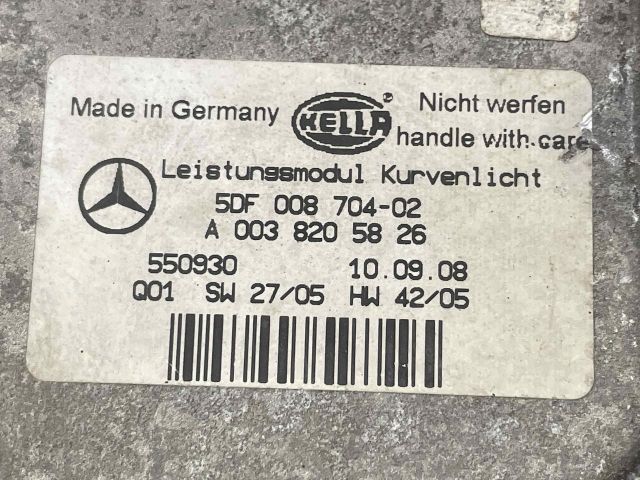 Made in Germany
HELLA
®
Nicht werfen
handle with care
Leistungsmodul Kurvenlicht
5DF 008 704-02
A 003 820 58 26
550930 10.09.08
Q01 SW 27/05 HW 42/05